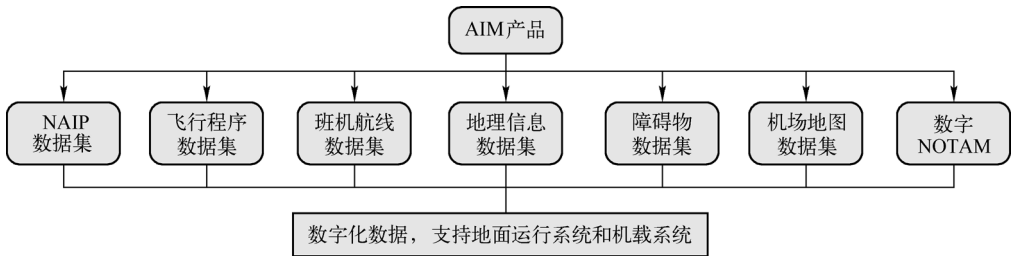 AIM产品
NAIP
数据集
飞行程序
数据集
班机航线
数据集
地理信息
数据集
障碍物
数据集
机场地图
数据集
数字
NOTAM
数字化数据，支持地面运行系统和机载系统